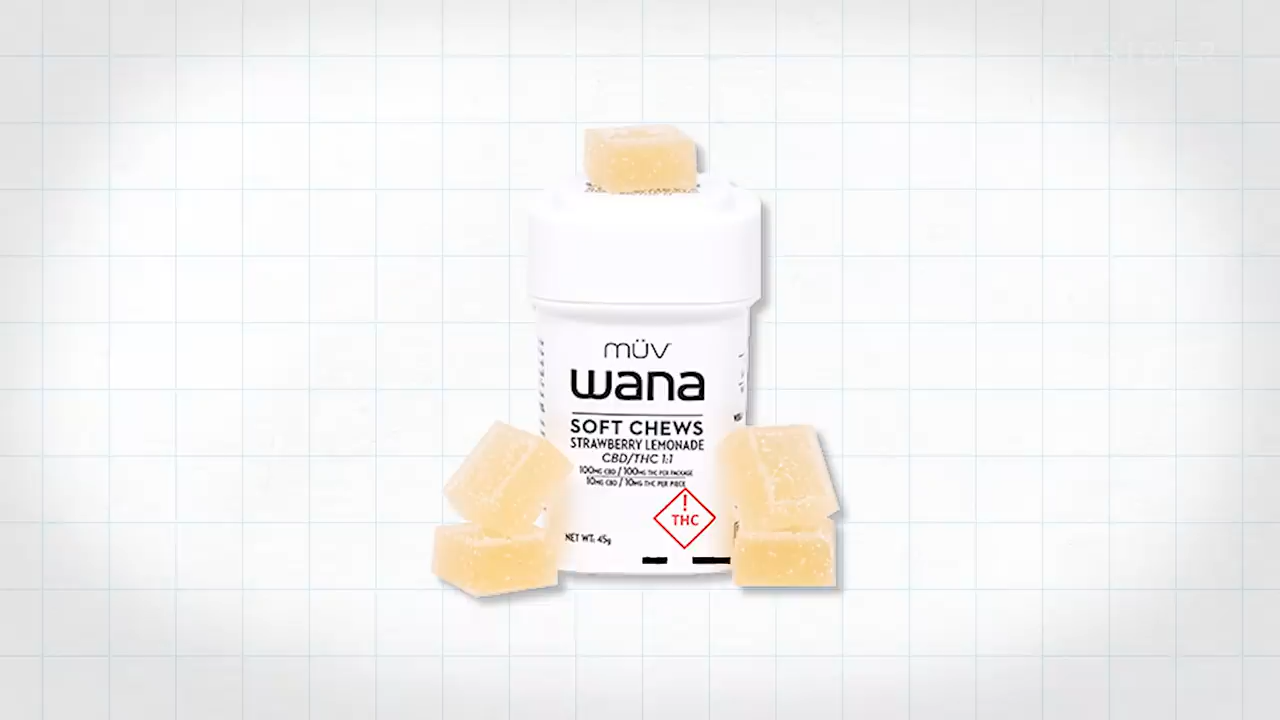 MÜV
wana
SOFT CHEWS
STRAWBERRY LEMONADE
CBD/THC 1:1
100MG CBD / 100MG THC PER PACKAGE
10MG CBD / 10MG THC PER PIECE
!
THC
NET WT: 45g